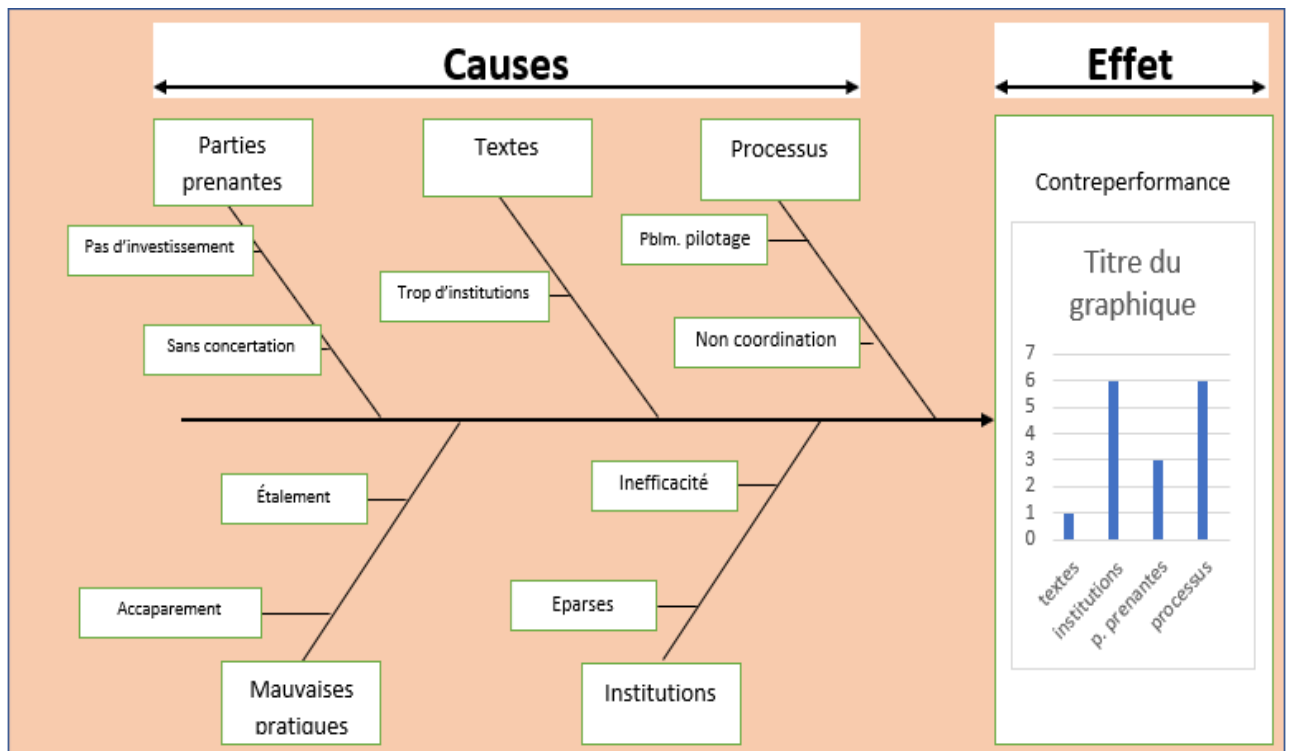 Causes
Effet
Parties
prenantes
Textes
Processus
Pas d’investissement
Pblm. pilotage
Trop d’institutions
Sans concertation
Non coordination
Étalement
Inefficacité
Accaparement
Eparses
Mauvaises
pratiques
Institutions
Contreperformance
Titre du
graphique
7
6
5
4
3
2
1
0
textes
institutions
p. prenantes
processus